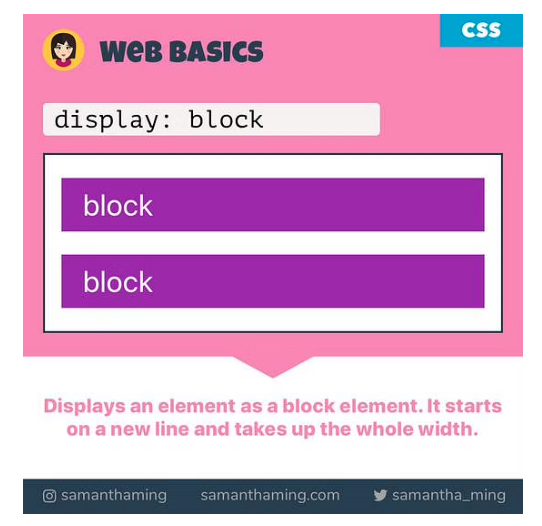 CSS
WEB BASICS
display: block
block
block
Displays an element as a block element. It starts
on a new line and takes up the whole width.
samanthaming samanthaming.com samantha_ming